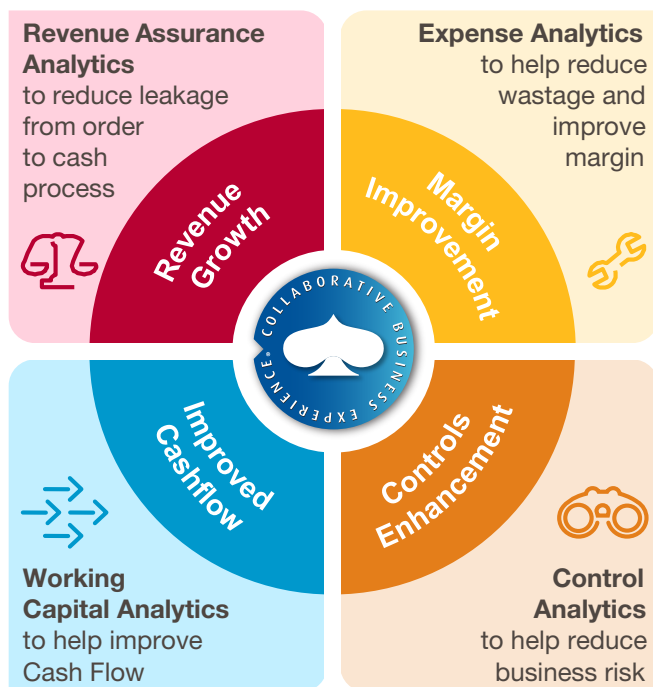 Revenue Assurance
Analytics
to reduce leakage
from order
to cash
process
Expense Analytics
to help reduce
wastage and
improve
margin
Revenue
Growth
Margin
Improvement
COLLABORATIVE BUSINESS EXPERIENCE®
Improved
Cashflow
Controls
Enhancement
Working
Capital Analytics
to help improve
Cash Flow
Control
Analytics
to help reduce
business risk